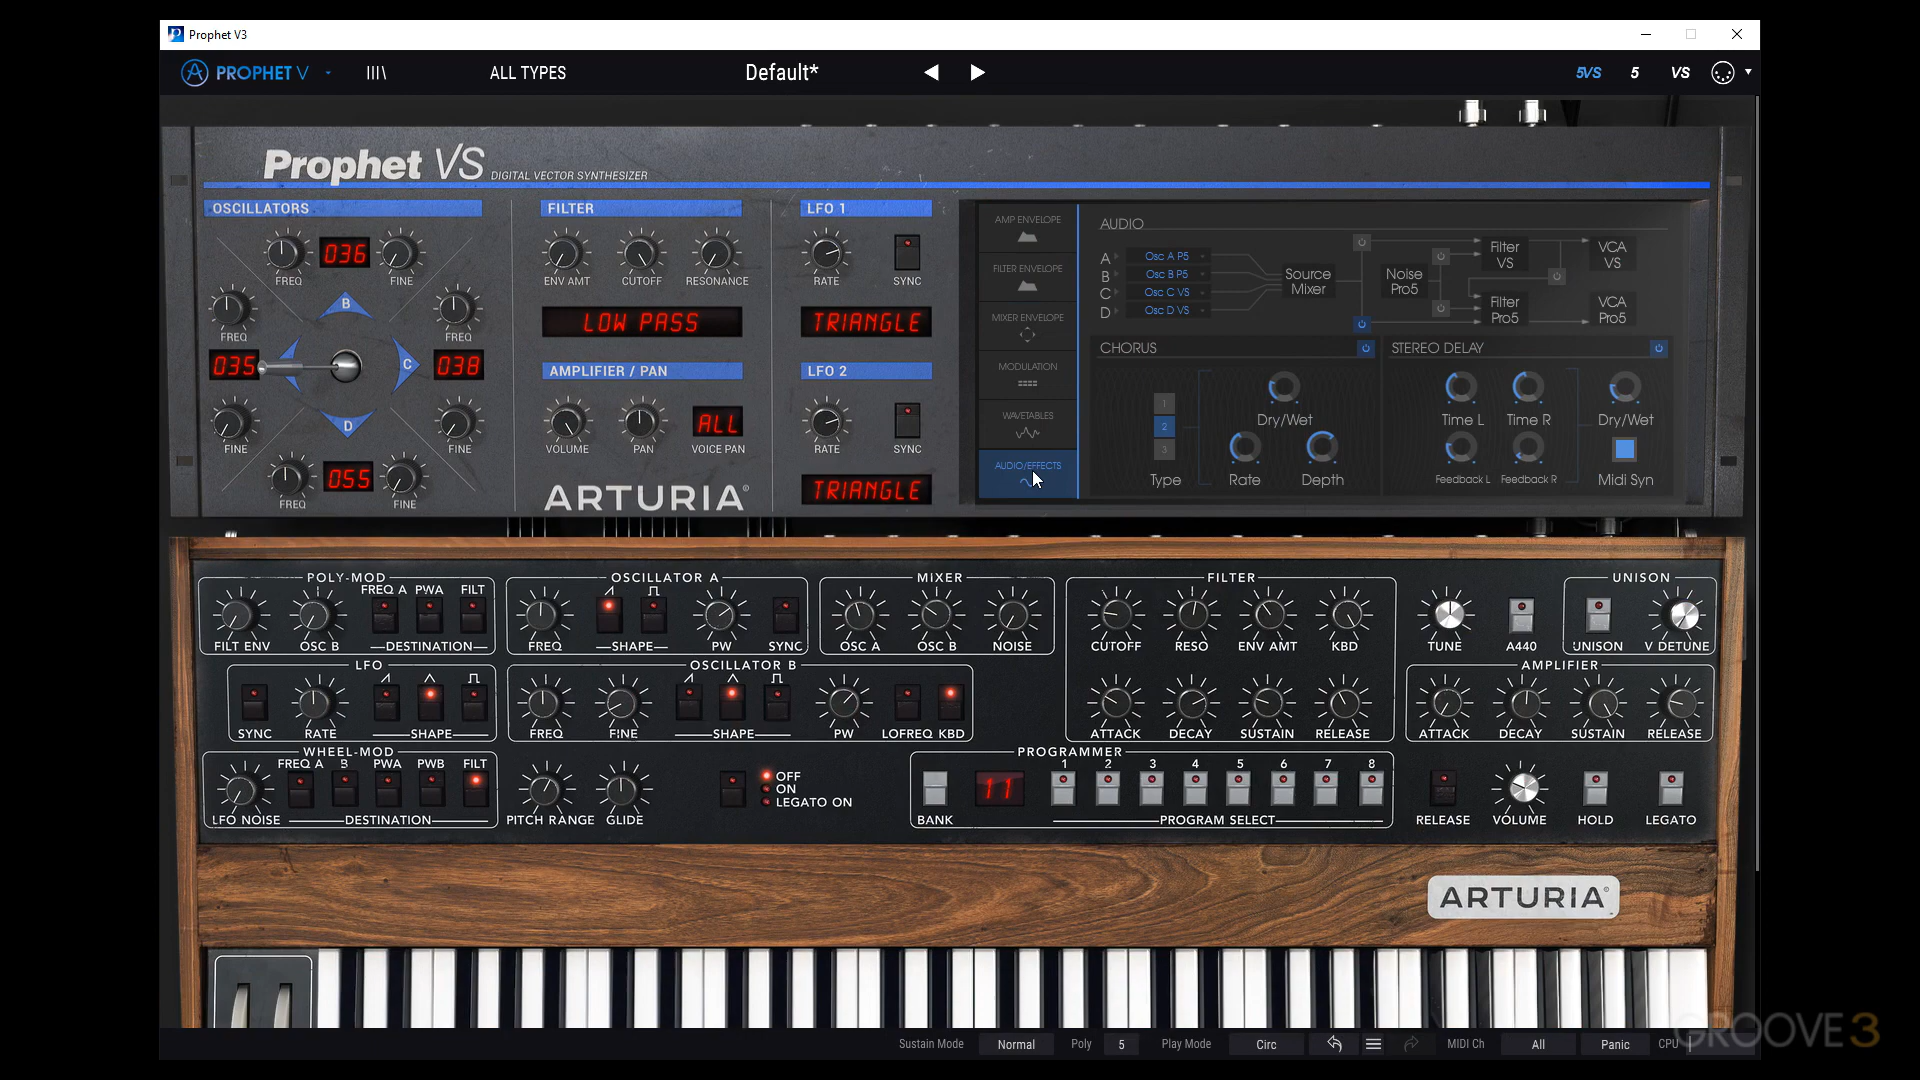 Prophet V3
PROPHET V
ALL TYPES
Default*
5VS 5 VS
Prophet VS DIGITAL VECTOR SYNTHESIZER
OSCILLATORS
FILTER
LFO 1
036
FREQ FINE
ENV AMT CUTOFF RESONANCE
RATE SYNC
B
FREQ FREQ
LOW PASS
TRIANGLE
035 C 038
AMPLIFIER / PAN
LFO 2
D
ALL
FINE FINE
VOLUME PAN VOICE PAN
RATE SYNC
055
FREQ FINE
ARTURIA®
TRIANGLE
AMP ENVELOPE
FILTER ENVELOPE
MIXER ENVELOPE
MODULATION
WAVETABLES
AUDIO/EFFECTS
AUDIO
A Osc A P5
B Osc B P5
C Osc C VS
D Osc D VS
Source Mixer
Noise Pro5
Filter VS
VCA VS
Filter Pro5
VCA Pro5
CHORUS
STEREO DELAY
1
2
3
Type
Dry/Wet
Rate Depth
Time L Time R Dry/Wet
Feedback L Feedback R Midi Syn
POLY-MOD
FREQ A PWA FILT
FILT ENV OSC B DESTINATION
OSCILLATOR A
FREQ SHAPE PW SYNC
MIXER
OSC A OSC B NOISE
FILTER
CUTOFF RESO ENV AMT KBD
TUNE A440
UNISON
UNISON V DETUNE
LFO
SYNC RATE SHAPE
OSCILLATOR B
FREQ FINE SHAPE PW LOFREQ KBD
ATTACK DECAY SUSTAIN RELEASE
AMPLIFIER
ATTACK DECAY SUSTAIN RELEASE
WHEEL-MOD
FREQ A B PWA PWB FILT
LFO NOISE DESTINATION
PITCH RANGE GLIDE
OFF
ON
LEGATO ON
PROGRAMMER
1 2 3 4 5 6 7 8
11
BANK PROGRAM SELECT
RELEASE VOLUME HOLD LEGATO
ARTURIA®
Sustain Mode Normal Poly 5 Play Mode Circ MIDI Ch All Panic CPU
GROOVE 3